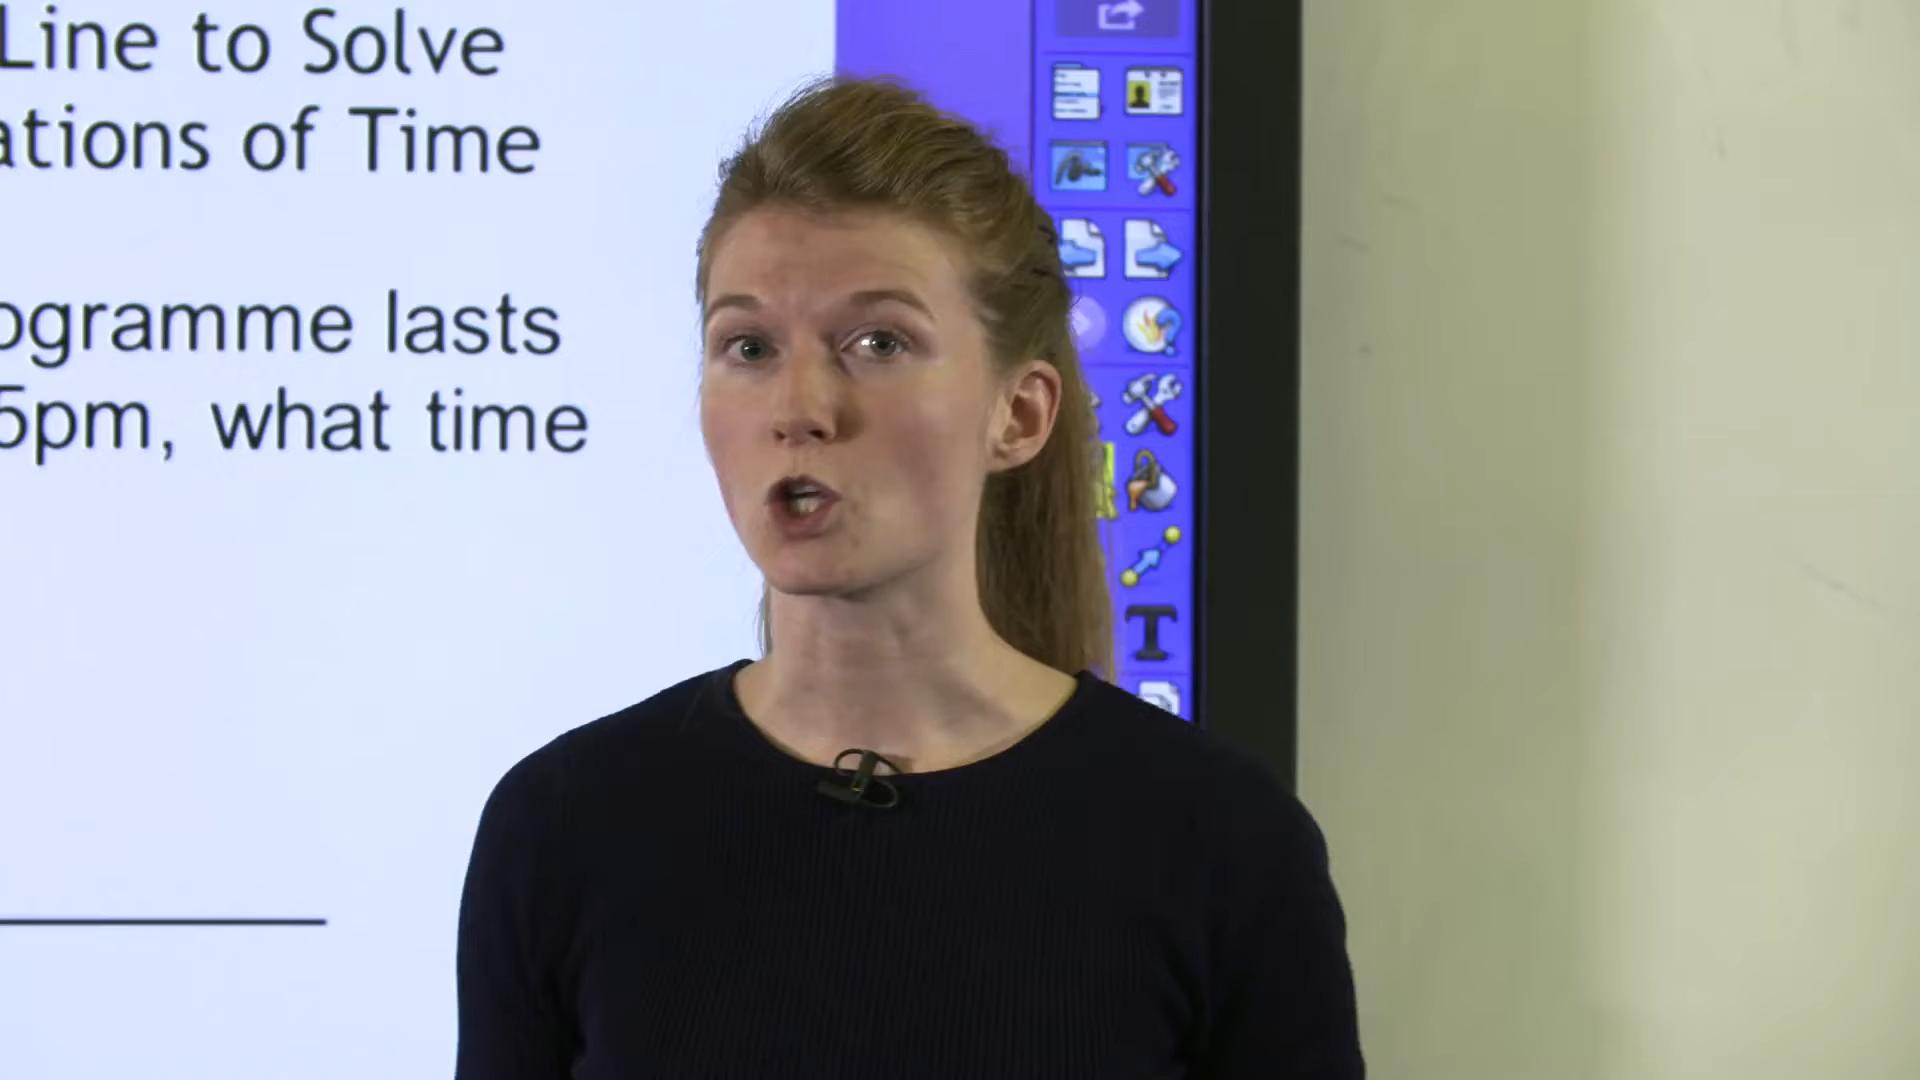 Line to Solve
ations of Time
ogramme lasts
5pm, what time
T